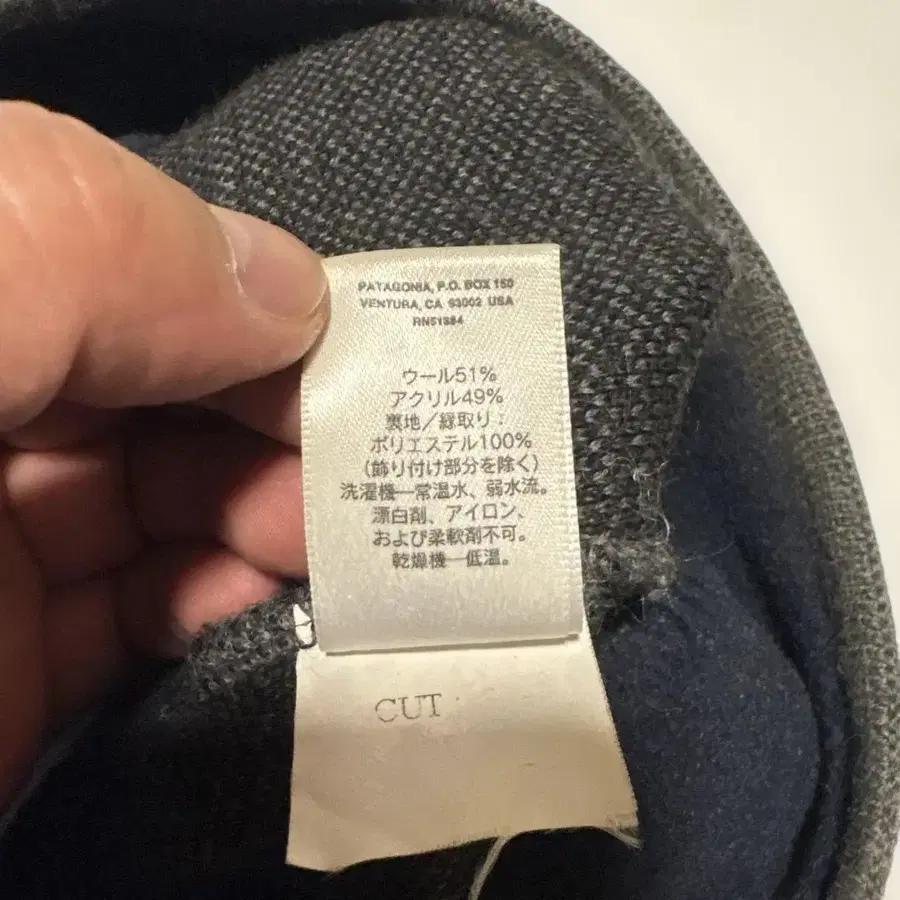 PATAGONIA, P.O. BOX 150
VENTURA, CA 93002 USA
RN51884
ウール51%
アクリル49%
裏地／縁取り：
ポリエステル100%
(飾り付け部分を除く)
洗濯機—常温水、弱水流。
漂白剤、アイロン、
および柔軟剤不可。
乾燥機—低温。
CUT